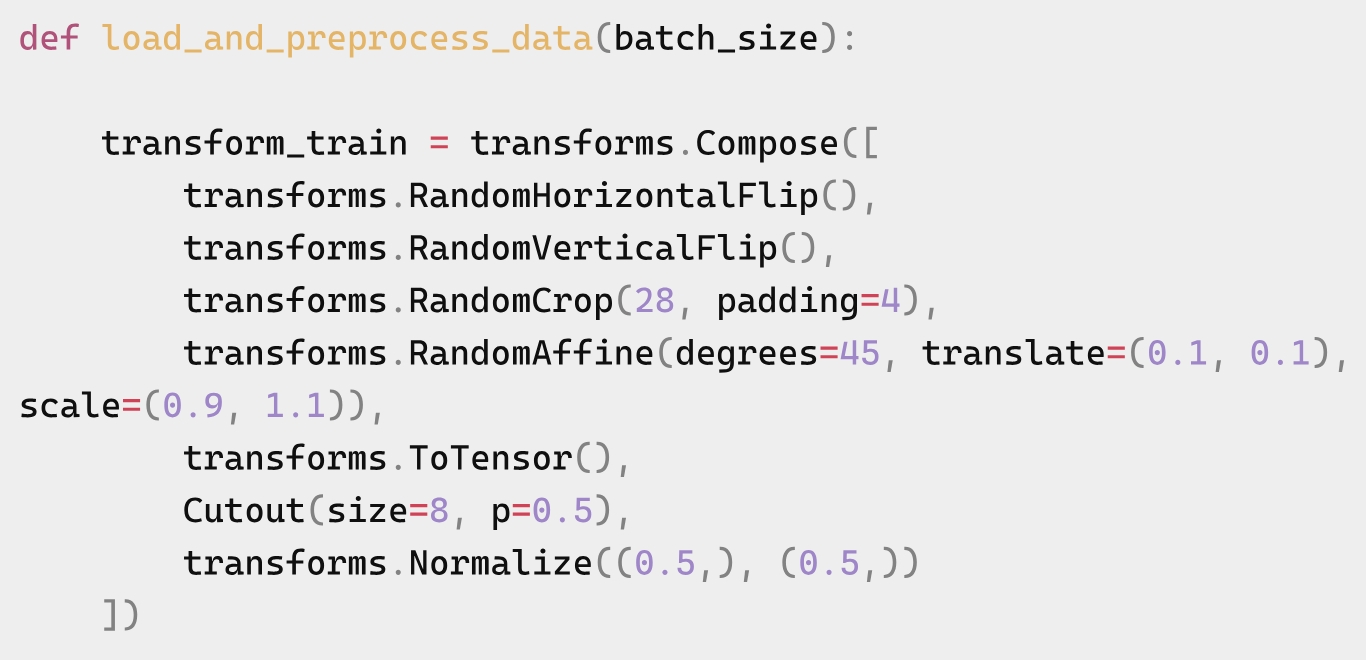 def load_and_preprocess_data(batch_size):
    transform_train = transforms.Compose([
        transforms.RandomHorizontalFlip(),
        transforms.RandomVerticalFlip(),
        transforms.RandomCrop(28, padding=4),
        transforms.RandomAffine(degrees=45, translate=(0.1, 0.1),
scale=(0.9, 1.1)),
        transforms.ToTensor(),
        Cutout(size=8, p=0.5),
        transforms.Normalize((0.5,), (0.5,))
    ])